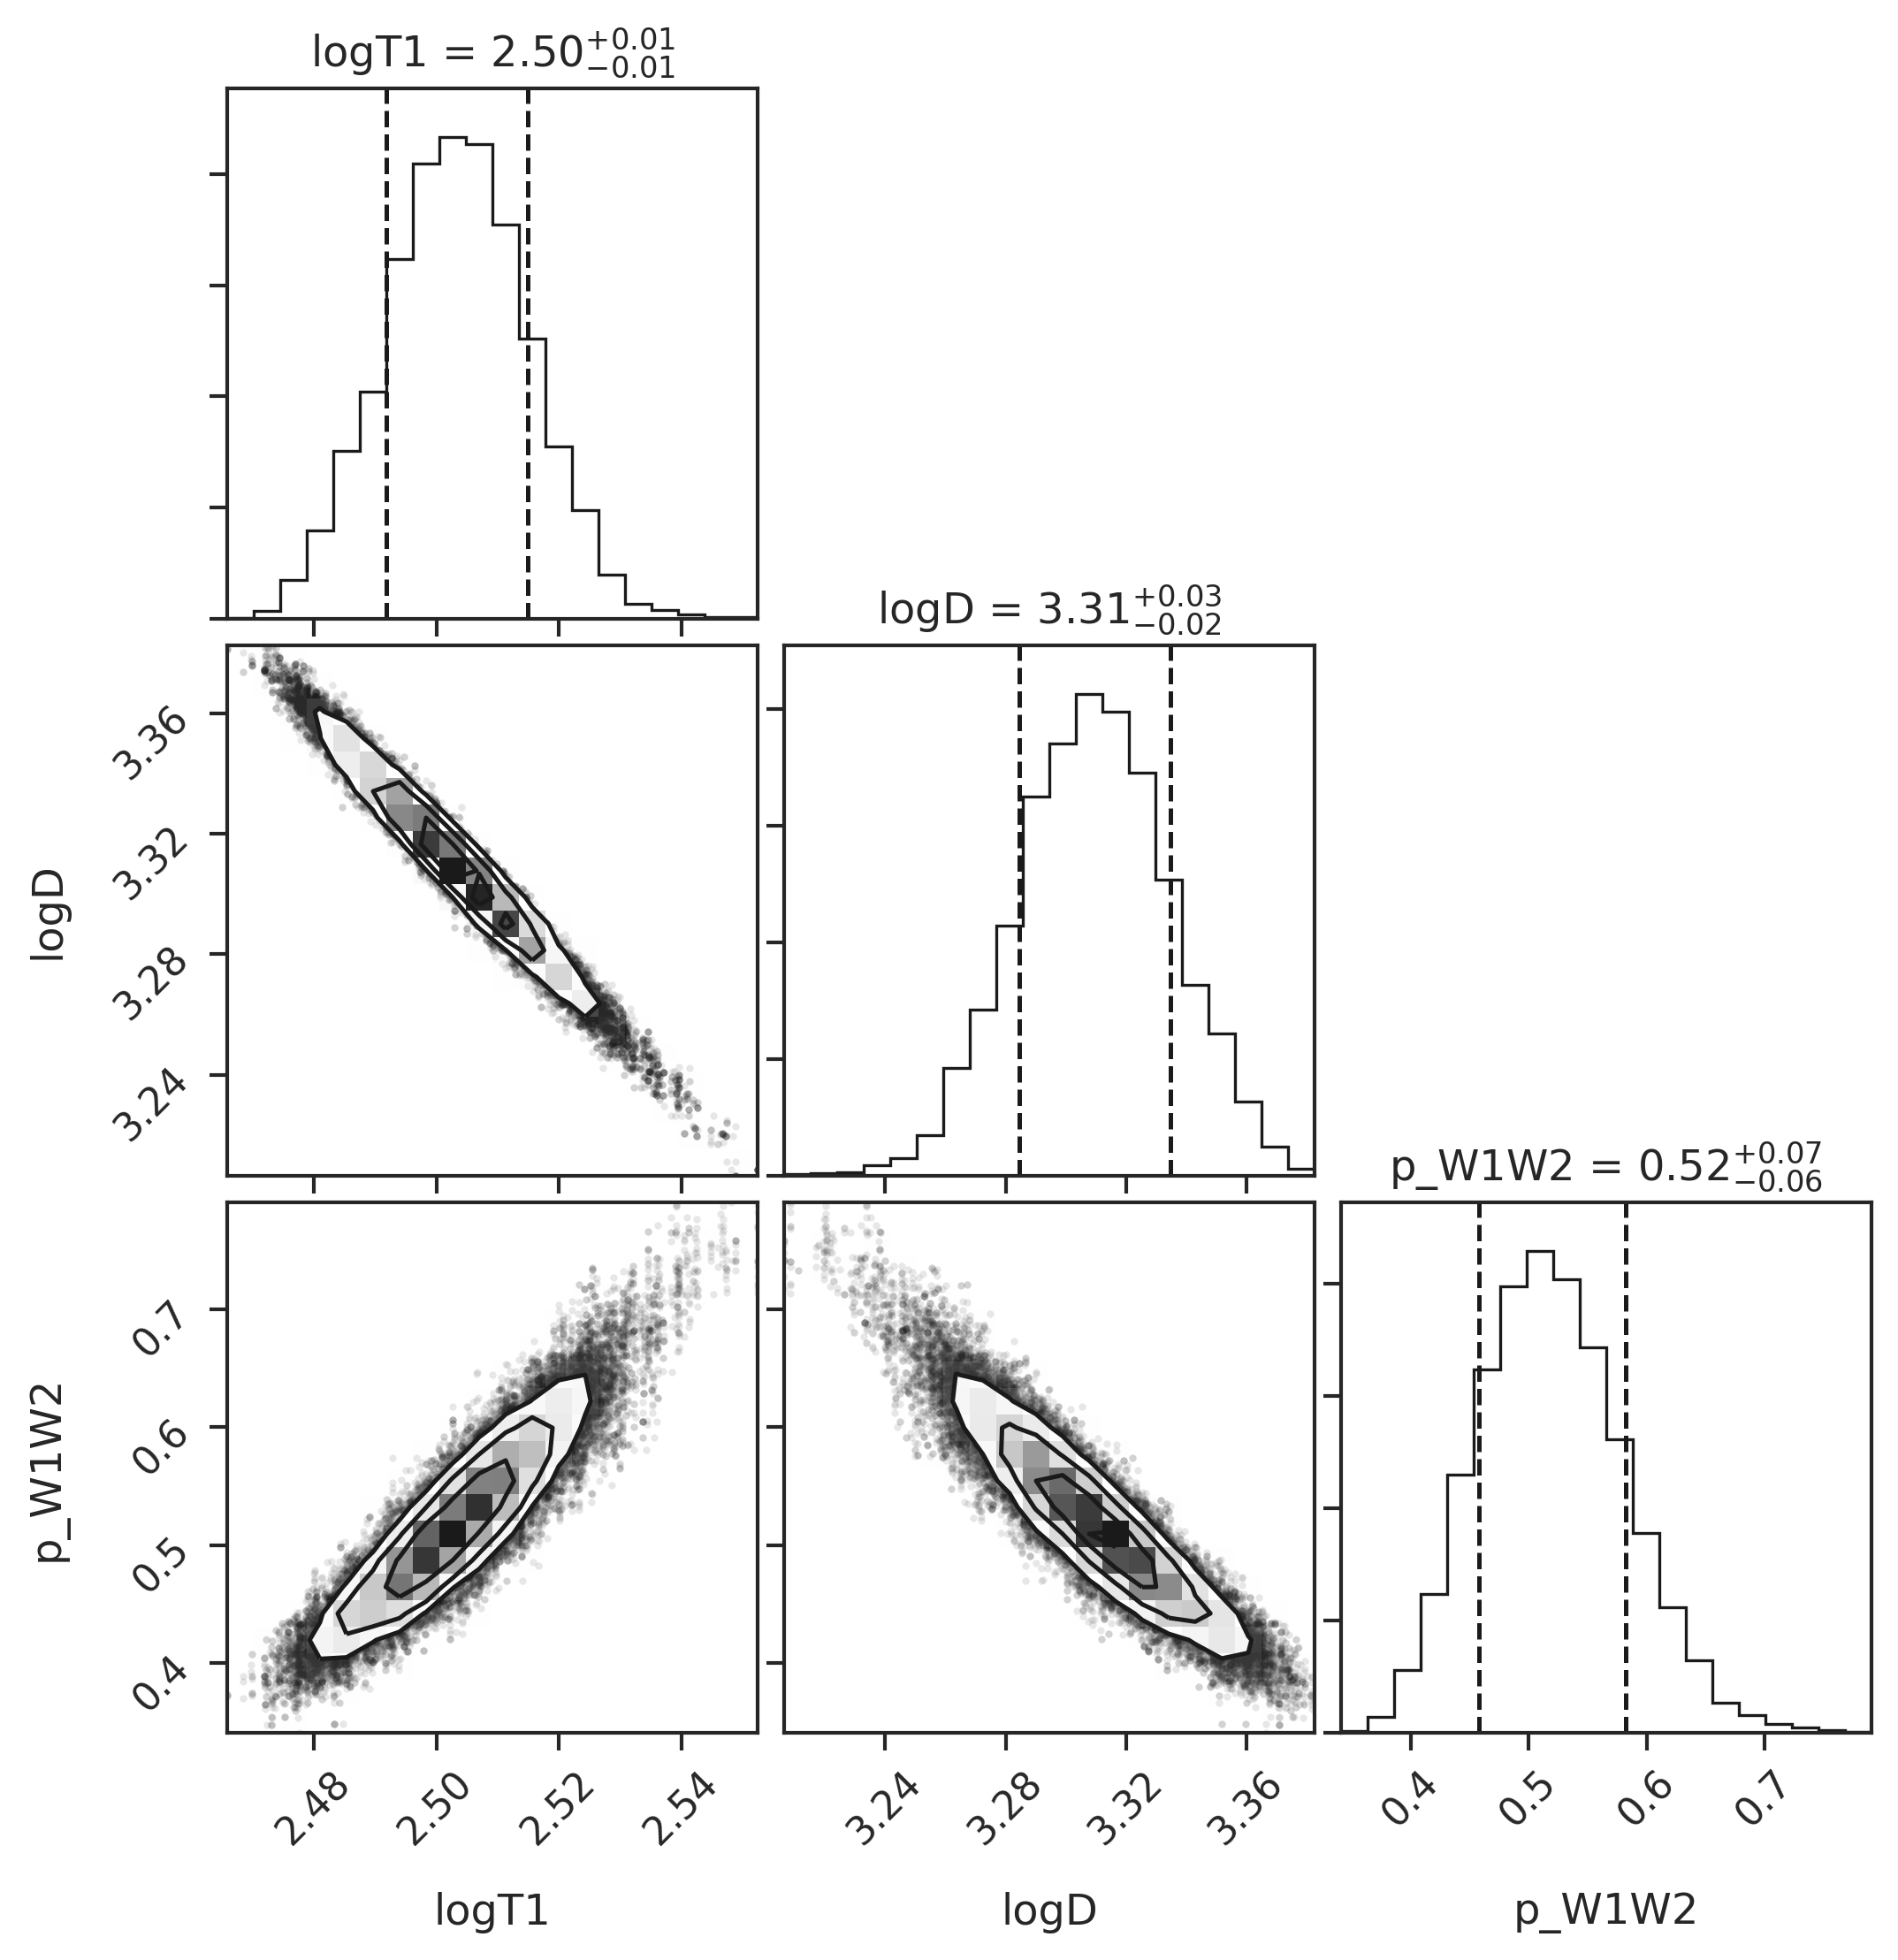 logT1 = 2.50+0.01 −0.01
logD = 3.31+0.03 −0.02
3.36
3.32
3.28
3.24
logD
p_W1W2 = 0.52+0.07 −0.06
0.7
0.6
0.5
0.4
p_W1W2
2.48 2.50 2.52 2.54 3.24 3.28 3.32 3.36 0.4 0.5 0.6 0.7
logT1 logD p_W1W2